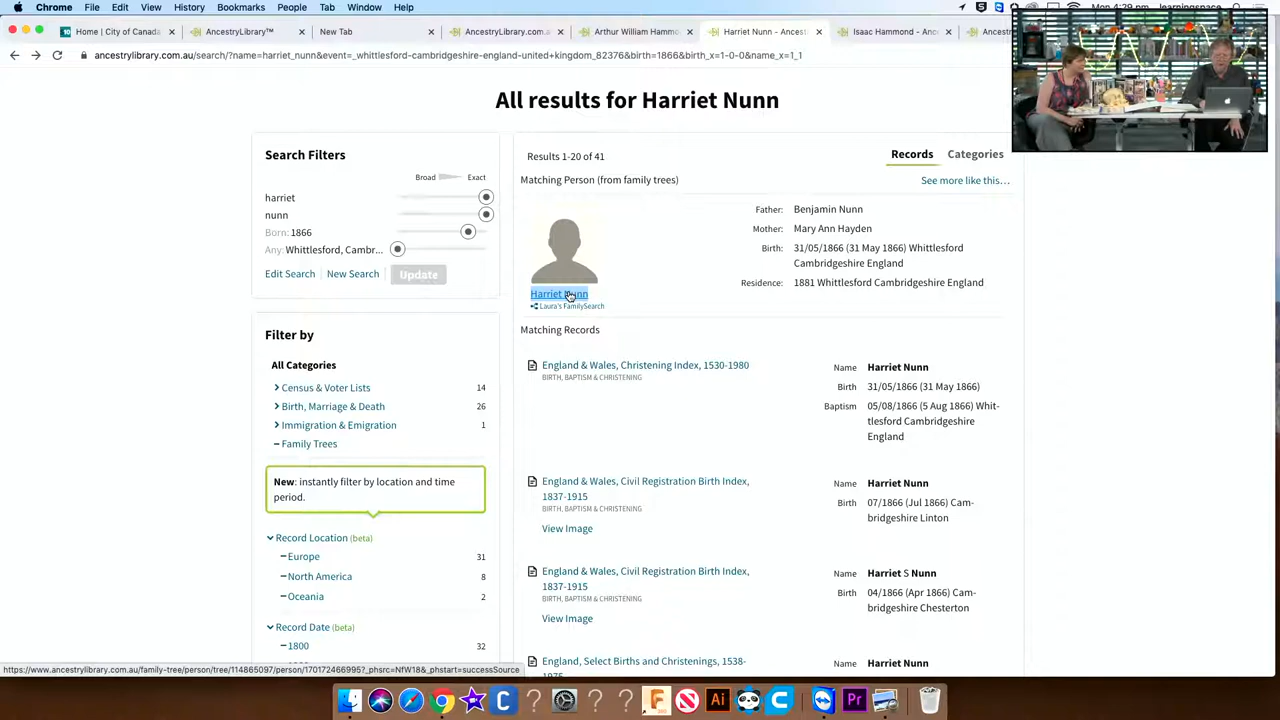 Chrome File Edit View History Bookmarks People Tab Window Help
Mon 4:29 pm learningspace
Home | City of Canada
AncestryLibrary™
New
Arthur William Hammo
Harriet Nunn - Ances
Isaac Hammond - Anc
Ances
ancestrylibrary.com.au/search/?name=harriet_nunn&event=_whittlesf
shire-england-united+kingdom_82376&birth=1866&birth_x=1-0-0&name_x=1_1
All results for Harriet Nunn
Search Filters
Broad Exact
harriet
nunn
Born: 1866
Any: Whittlesford, Cambr...
Edit Search New Search Update
Filter by
All Categories
Census & Voter Lists 14
Birth, Marriage & Death 26
Immigration & Emigration 1
Family Trees
New: instantly filter by location and time
period.
Record Location (beta)
Europe 31
North America 8
Oceania 2
Record Date (beta)
1800 32
Results 1-20 of 41
Records Categories
Matching Person (from family trees)
See more like this…
Harriet Nunn
Laura's FamilySearch
Father: Benjamin Nunn
Mother: Mary Ann Hayden
Birth: 31/05/1866 (31 May 1866) Whittlesford
Cambridgeshire England
Residence: 1881 Whittlesford Cambridgeshire England
Matching Records
England & Wales, Christening Index, 1530-1980
BIRTH, BAPTISM & CHRISTENING
Name Harriet Nunn
Birth 31/05/1866 (31 May 1866)
Baptism 05/08/1866 (5 Aug 1866) Whit-
tlesford Cambridgeshire
England
England & Wales, Civil Registration Birth Index,
1837-1915
BIRTH, BAPTISM & CHRISTENING
View Image
Name Harriet Nunn
Birth 07/1866 (Jul 1866) Cam-
bridgeshire Linton
England & Wales, Civil Registration Birth Index,
1837-1915
BIRTH, BAPTISM & CHRISTENING
View Image
Name Harriet S Nunn
Birth 04/1866 (Apr 1866) Cam-
bridgeshire Chesterton
England, Select Births and Christenings, 1538-
1975
Name Harriet Nunn
https://www.ancestrylibrary.com.au/family-tree/person/tree/114865097/person/170172466995?_phsrc=NfW18&_phstart=successSource